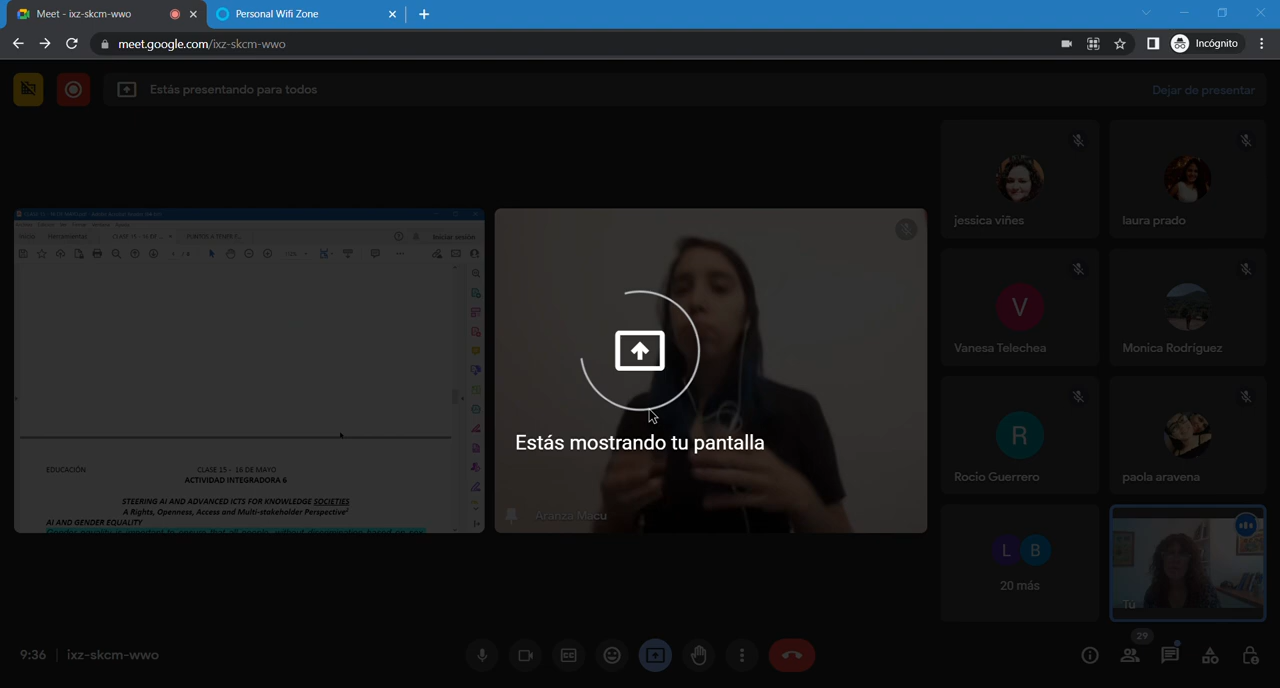 Meet - ixz-skcm-wwo
Personal Wifi Zone
meet.google.com/ixz-skcm-wwo
Incógnito
Estás presentando para todos
Dejar de presentar
Inicio Herramientas
Iniciar sesión
EDUCACIÓN
CLASE 15 - 16 DE MAYO
ACTIVIDAD INTEGRADORA 6
STEERING AI AND ADVANCED ICTS FOR KNOWLEDGE SOCIETIES
A Rights, Openness, Access and Multi-stakeholder Perspective
AI AND GENDER EQUALITY
Estás mostrando tu pantalla
Aranza Macu
jessica viñes
laura prado
V
Vanesa Telechea
Monica Rodríguez
R
Rocio Guerrero
paola aravena
L B
20 más
Tú
9:36 ixz-skcm-wwo
29